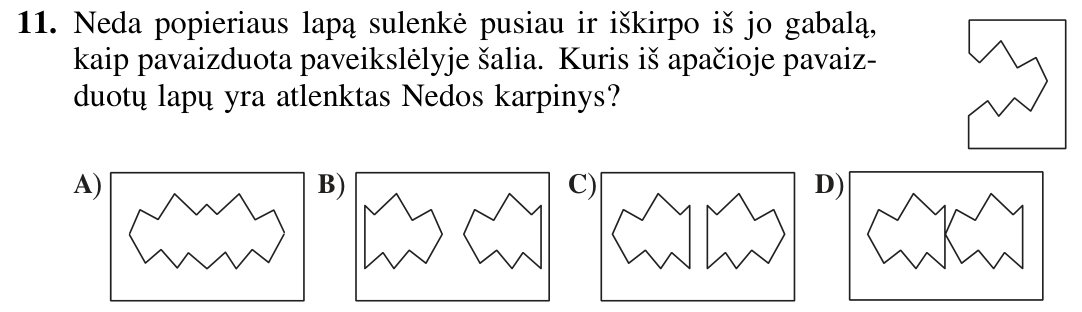 11. Neda popieriaus lapą sulenkė pusiau ir iškirpo iš jo gabalą,
kaip pavaizduota paveikslėlyje šalia. Kuris iš apačioje pavaiz-
duotų lapų yra atlenktas Nedos karpinys?
A) B) C) D)